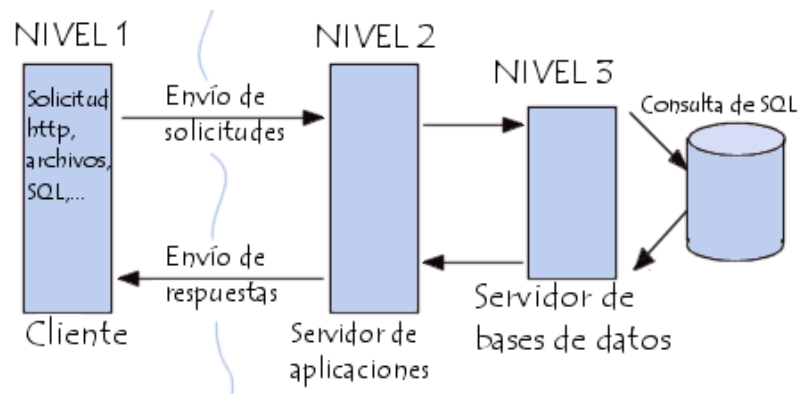 NIVEL 1
Solicitud
http,
archivos,
SQL,...
Cliente
Envío de
solicitudes
Envío de
respuestas
NIVEL 2
Servidor de
aplicaciones
NIVEL 3
Servidor de
bases de datos
Consulta de SQL